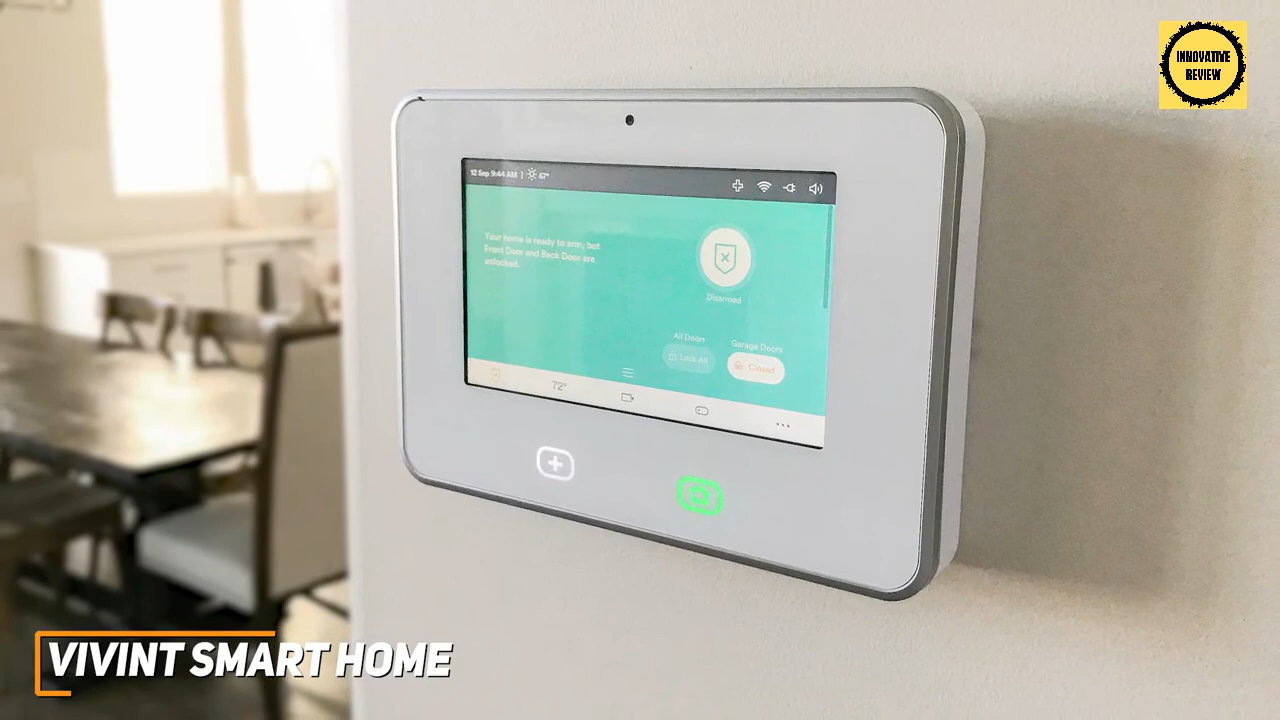 INNOVATIVE
REVIEW
12 Sep 9:44 AM | 67°
Your home is ready to arm, but
Front Door and Back Door are
unlocked.
Disarmed
All Doors
Garage Doors
Lock All
Closed
72°
VIVINT SMART HOME